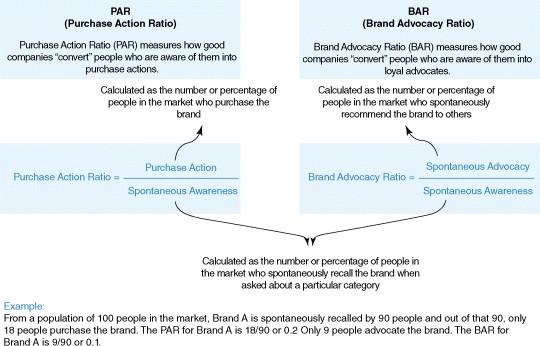 PAR
(Purchase Action Ratio)
Purchase Action Ratio (PAR) measures how good
companies “convert” people who are aware of them into
purchase actions.
BAR
(Brand Advocacy Ratio)
Brand Advocacy Ratio (BAR) measures how good
companies “convert” people who are aware of them into
loyal advocates.
Calculated as the number or percentage of
people in the market who purchase the
brand
Calculated as the number or percentage of
people in the market who spontaneously
recommend the brand to others
Purchase Action Ratio =
Purchase Action
Spontaneous Awareness
Brand Advocacy Ratio =
Spontaneous Advocacy
Spontaneous Awareness
Calculated as the number or percentage of people in
the market who spontaneously recall the brand when
asked about a particular category
Example:
From a population of 100 people in the market, Brand A is spontaneously recalled by 90 people and out of that 90, only
18 people purchase the brand. The PAR for Brand A is 18/90 or 0.2 Only 9 people advocate the brand. The BAR for
Brand A is 9/90 or 0.1.